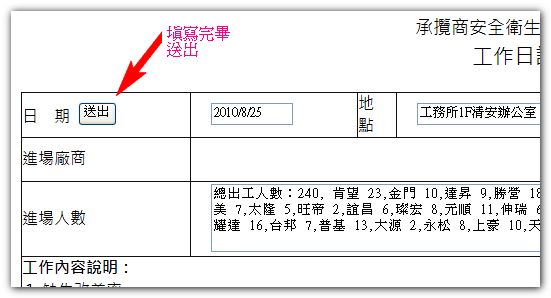 填寫完畢
送出
承攬商安全衛生
工作日
日 期 送出 2010/8/25 地點 工務所1F清安辦公室
進場廠商
進場人數
總出工人數：240, 肯望 23,金門 10,達昇 9,勝營 18
美 7,太隆 5,旺帝 2,誼昌 6,璨宏 8,元順 11,伸瑞 6
耀達 16,台邦 7,普基 13,大源 2,永松 8,上豪 10,天
工作內容說明：